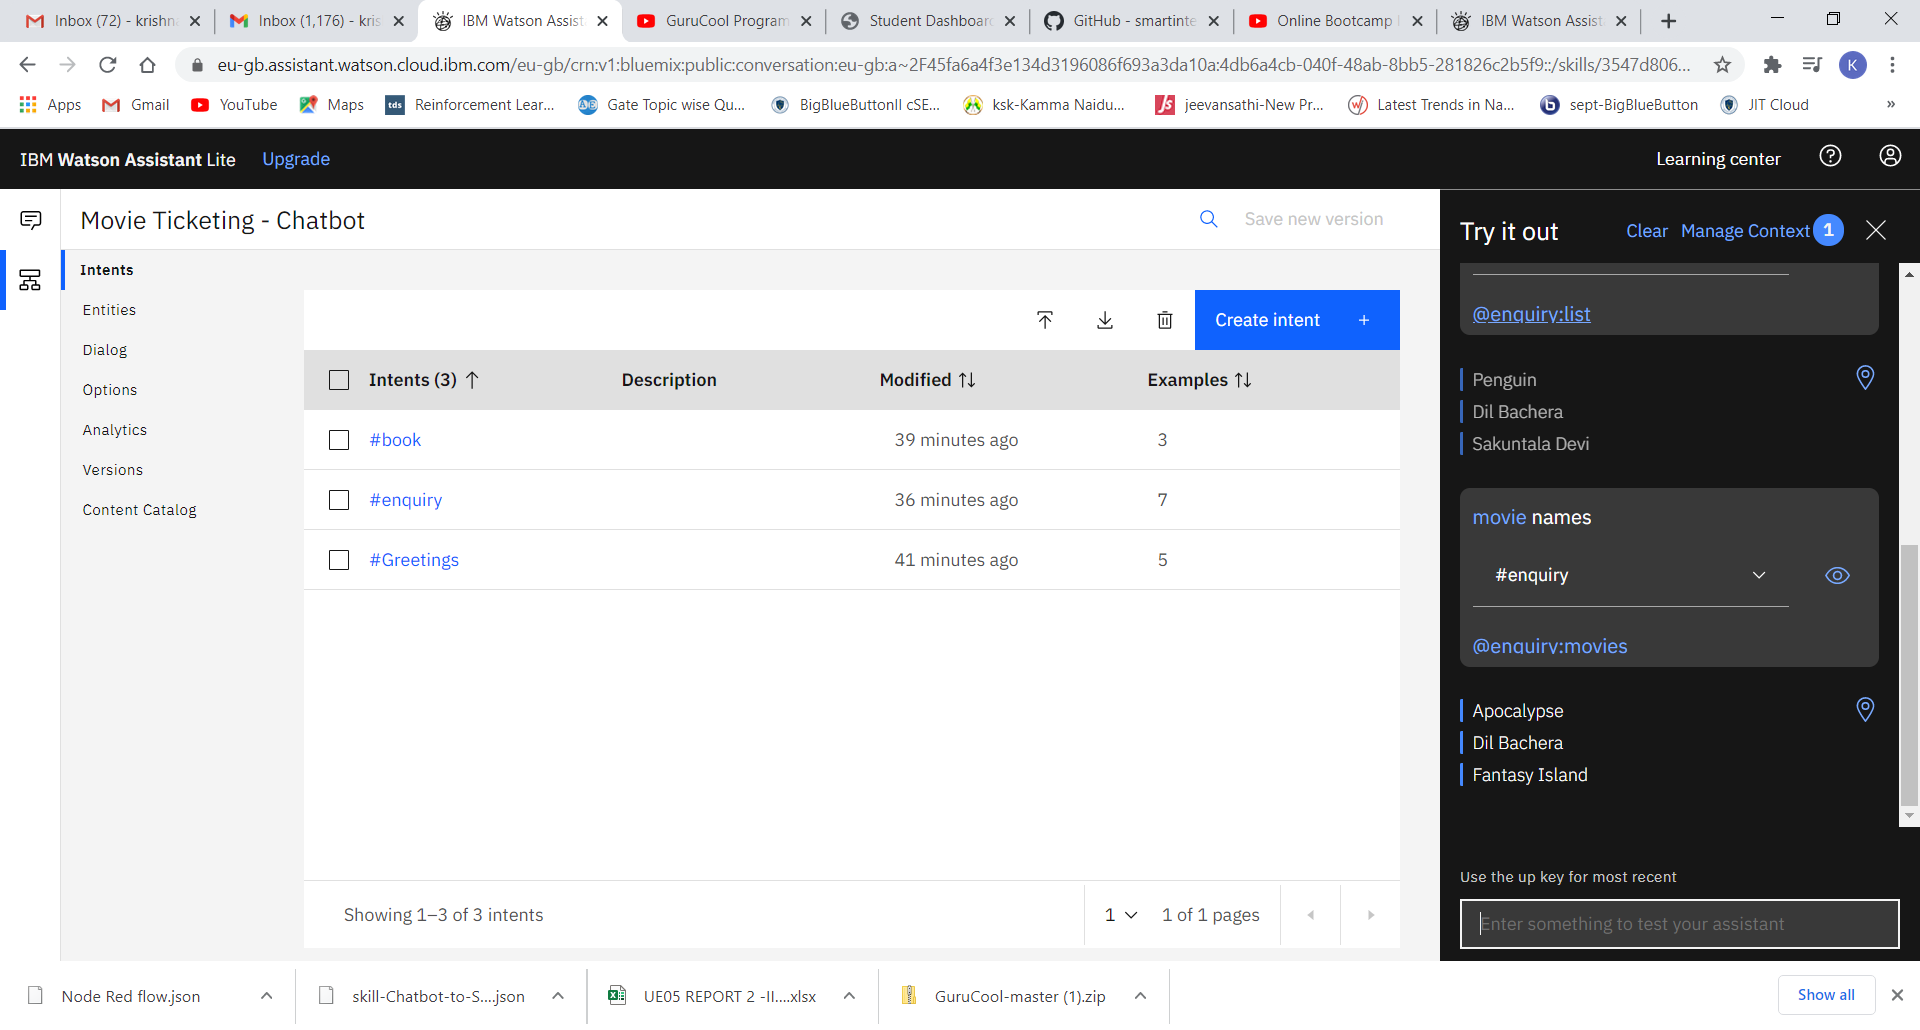 Inbox (72) - krishna
Inbox (1,176) - kris
IBM Watson Assist
GuruCool Program
Student Dashboard
GitHub - smartinte
Online Bootcamp
IBM Watson Assist
eu-gb.assistant.watson.cloud.ibm.com/eu-gb/crn:v1:bluemix:public:conversation:eu-gb:a~2F45fa6a4f3e134d3196086f693a3da10a:4db6a4cb-040f-48ab-8bb5-281826c2b5f9::/skills/3547d806...
K
Apps
Gmail
YouTube
Maps
tds
Reinforcement Lear...
Gate Topic wise Qu...
BigBlueButtonII cSE...
ksk-Kamma Naidu...
jeevansathi-New Pr...
Latest Trends in Na...
sept-BigBlueButton
JIT Cloud
»
IBM Watson Assistant Lite
Upgrade
Learning center
Movie Ticketing - Chatbot
Save new version
Intents
Entities
Dialog
Options
Analytics
Versions
Content Catalog
Create intent +
Intents (3)
Description
Modified
Examples
#book
39 minutes ago
3
#enquiry
36 minutes ago
7
#Greetings
41 minutes ago
5
Showing 1–3 of 3 intents
1
1 of 1 pages
Try it out
Clear
Manage Context
1
@enquiry:list
Penguin
Dil Bachera
Sakuntala Devi
movie names
#enquiry
@enquiry:movies
Apocalypse
Dil Bachera
Fantasy Island
Use the up key for most recent
Enter something to test your assistant
Node Red flow.json
skill-Chatbot-to-S....json
UE05 REPORT 2 -II....xlsx
GuruCool-master (1).zip
Show all